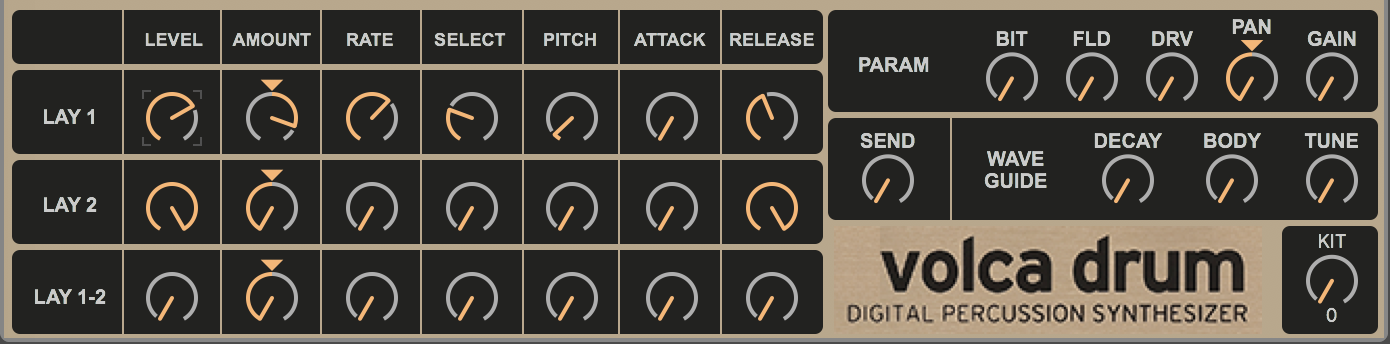 LEVEL AMOUNT RATE SELECT PITCH ATTACK RELEASE
LAY 1
LAY 2
LAY 1-2
PARAM BIT FLD DRV PAN GAIN
SEND
WAVE
GUIDE
DECAY BODY TUNE
volca drum
DIGITAL PERCUSSION SYNTHESIZER
KIT
0